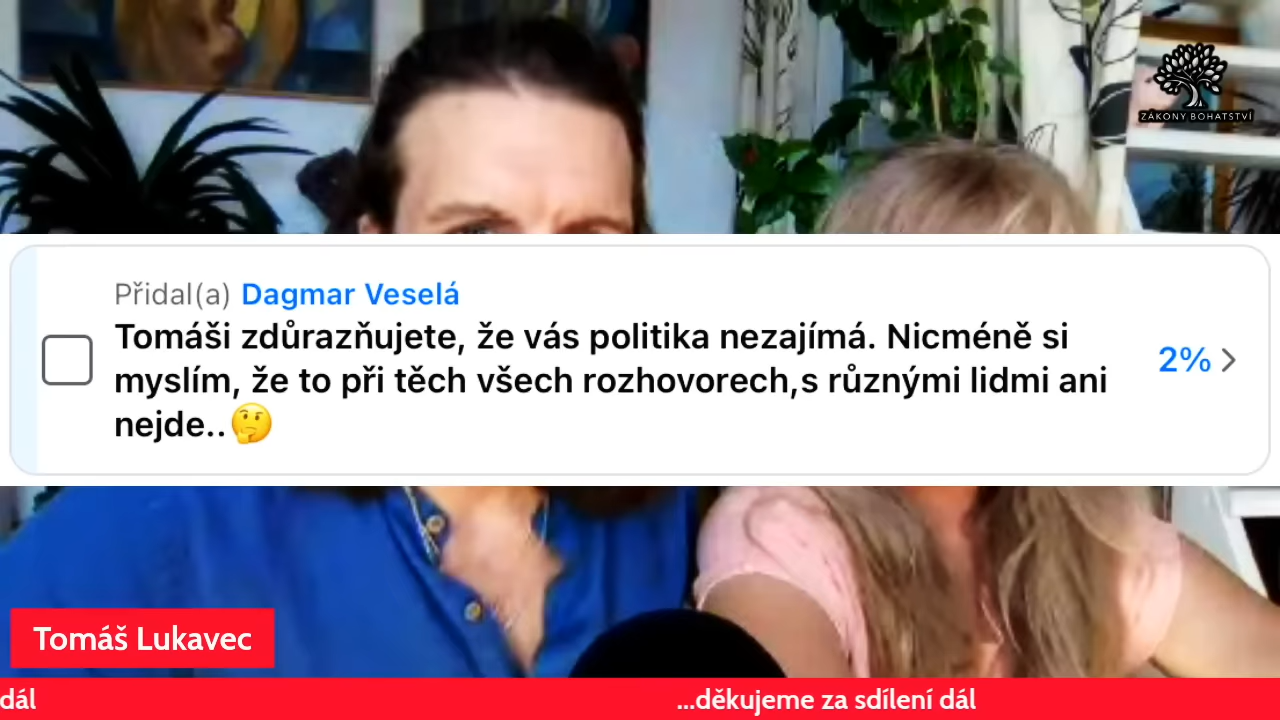 ZÁKONY BOHATSTVÍ
Přidal(a) Dagmar Veselá
Tomáši zdůrazňujete, že vás politika nezajímá. Nicméně si
myslím, že to při těch všech rozhovorech,s různými lidmi ani
nejde..🤔
2%
Tomáš Lukavec
dál
...děkujeme za sdílení dál